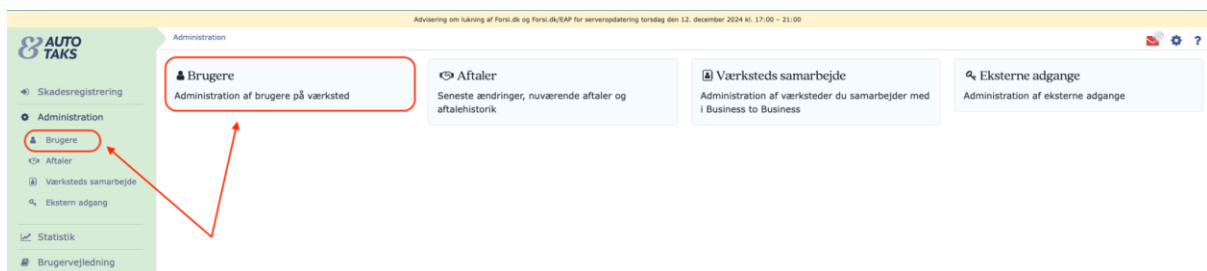 Advisering om lukning af Forsi.dk og Forsi.dk/EAP for serveropdatering torsdag den 12. december 2024 kl. 17:00 – 21:00
AUTO
TAKS
Skadesregistrering
Administration
Brugere
Aftaler
Værksteds samarbejde
Ekstern adgang
Statistik
Brugervejledning
Administration
?
Brugere
Administration af brugere på værksted
Aftaler
Seneste ændringer, nuværende aftaler og
aftalehistorik
Værksteds samarbejde
Administration af værksteder du samarbejder med
i Business to Business
Eksterne adgange
Administration af eksterne adgange